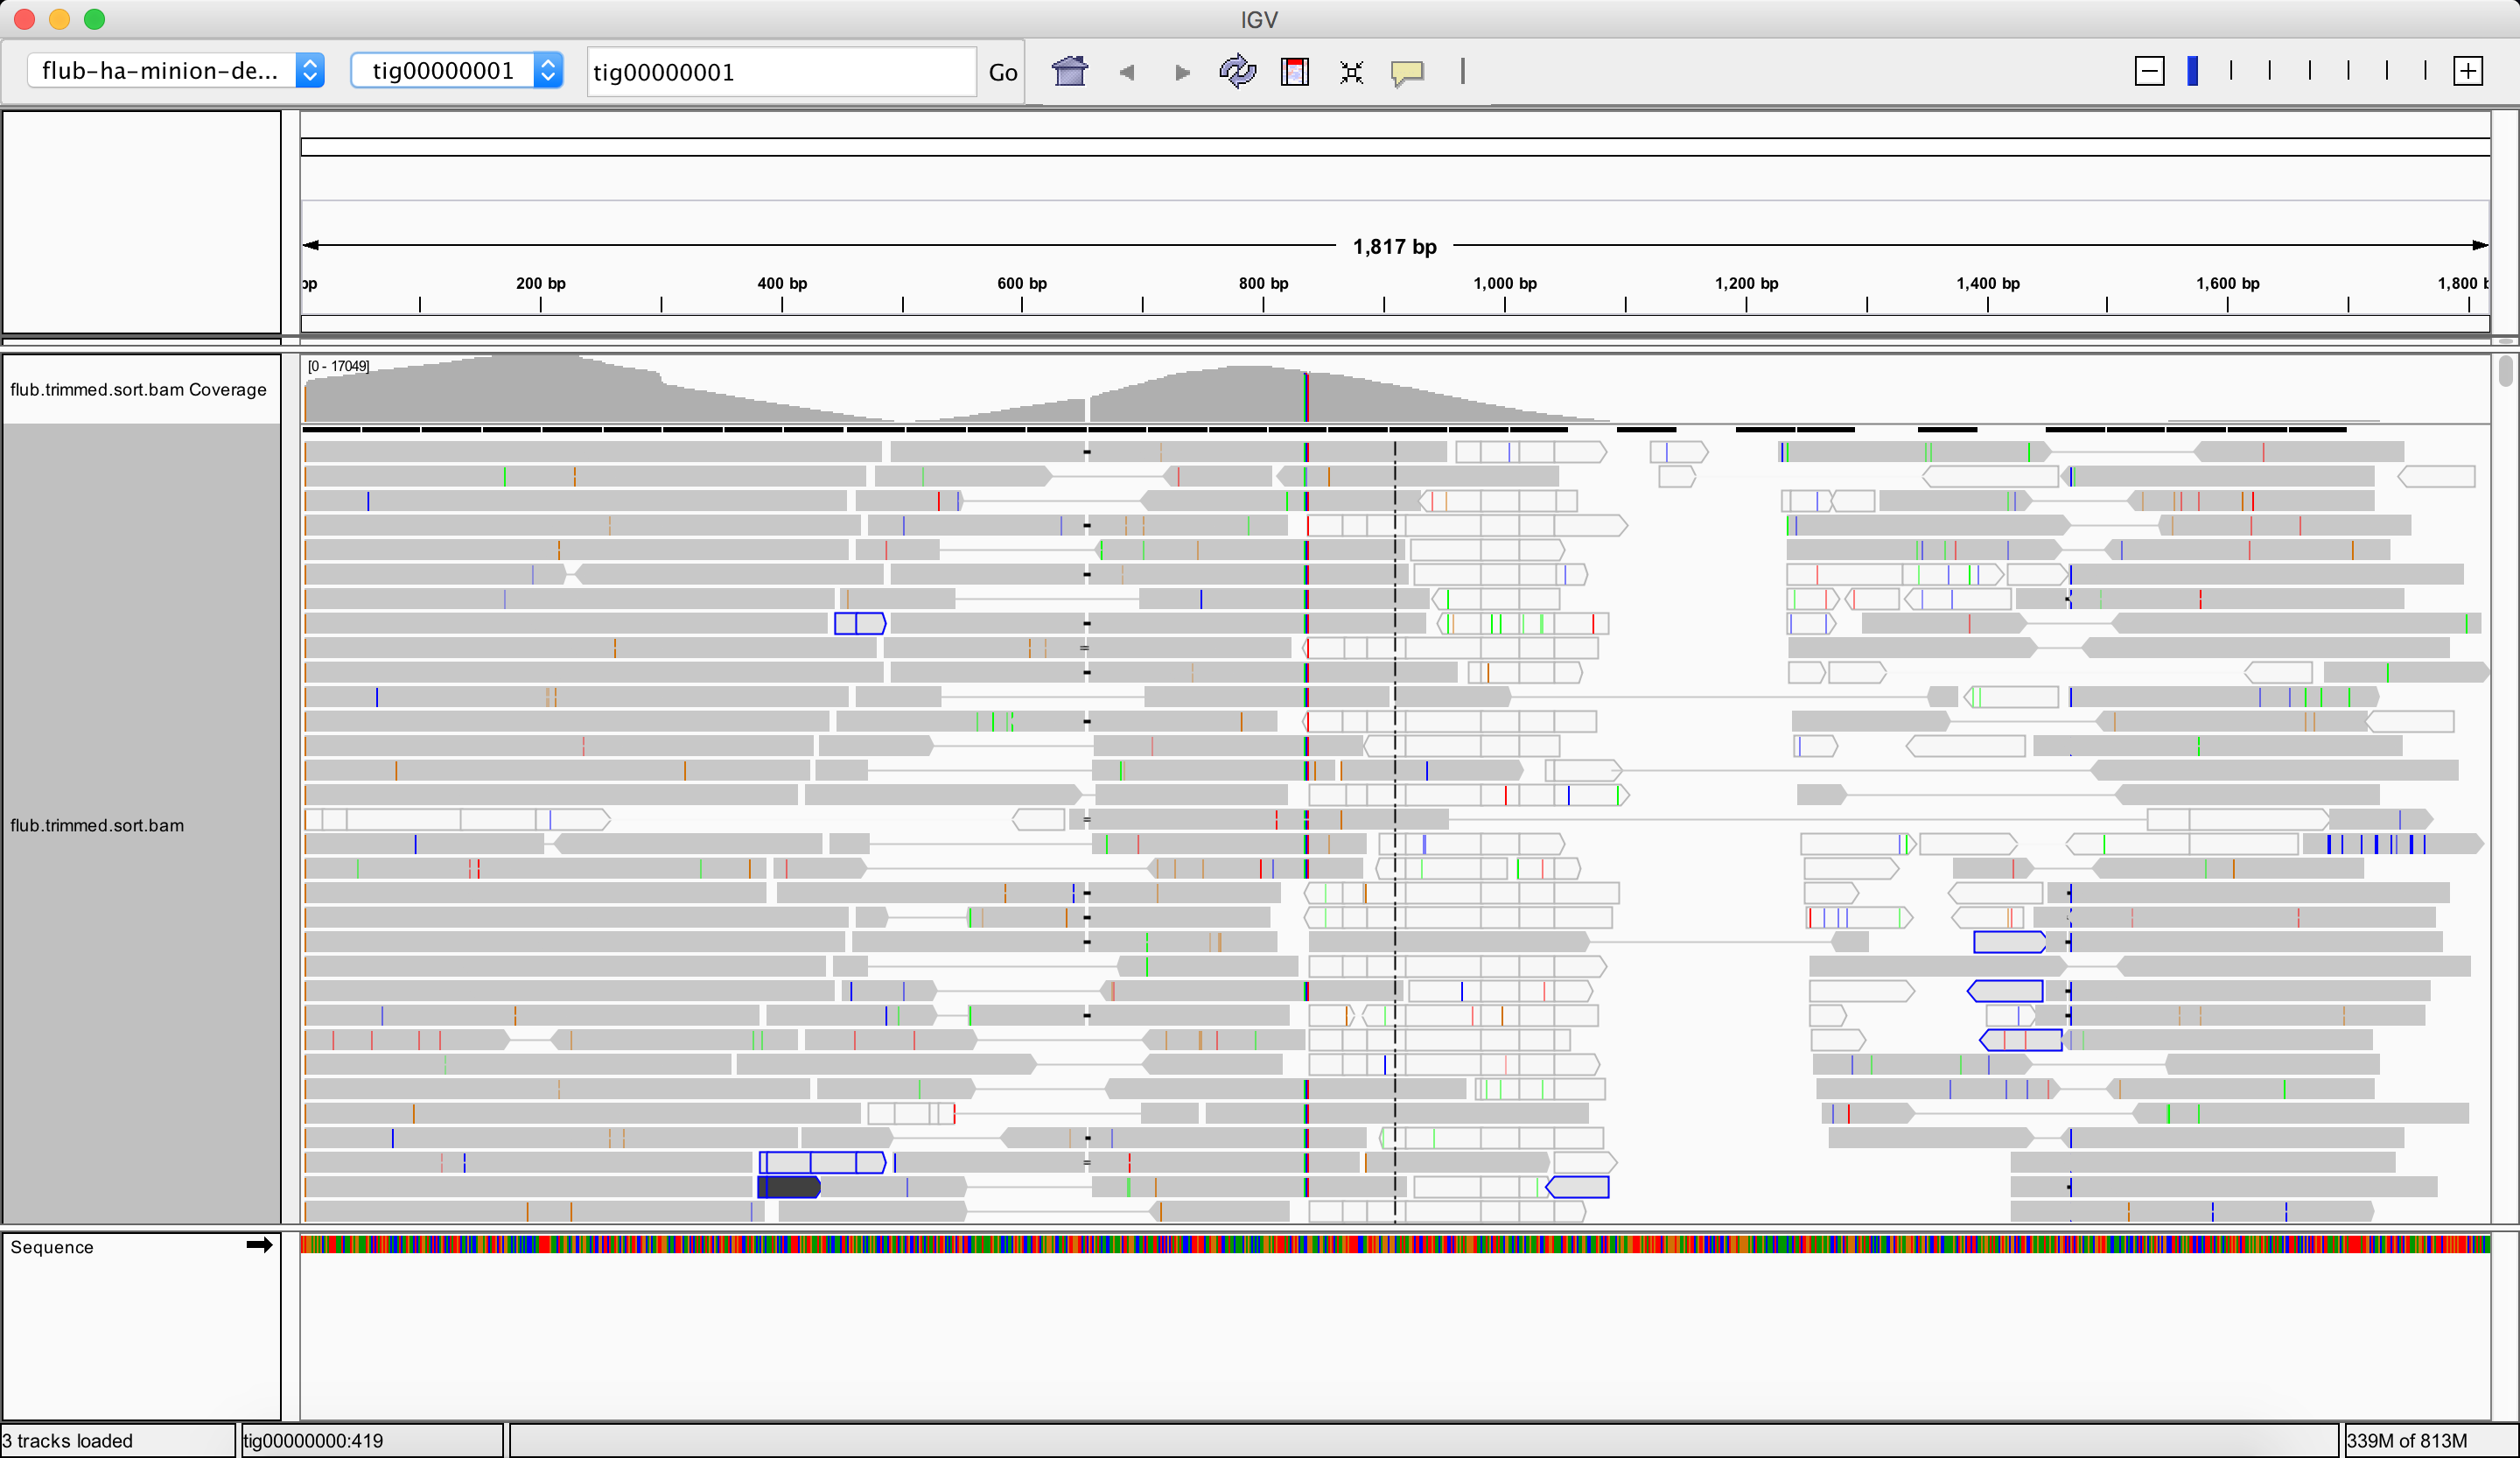 IGV
flub-ha-minion-de... tig00000001 tig00000001 Go
1,817 bp
bp 200 bp 400 bp 600 bp 800 bp 1,000 bp 1,200 bp 1,400 bp 1,600 bp 1,800 b
[0 - 17049]
flub.trimmed.sort.bam Coverage
flub.trimmed.sort.bam
Sequence
3 tracks loaded tig00000000:419 339M of 813M